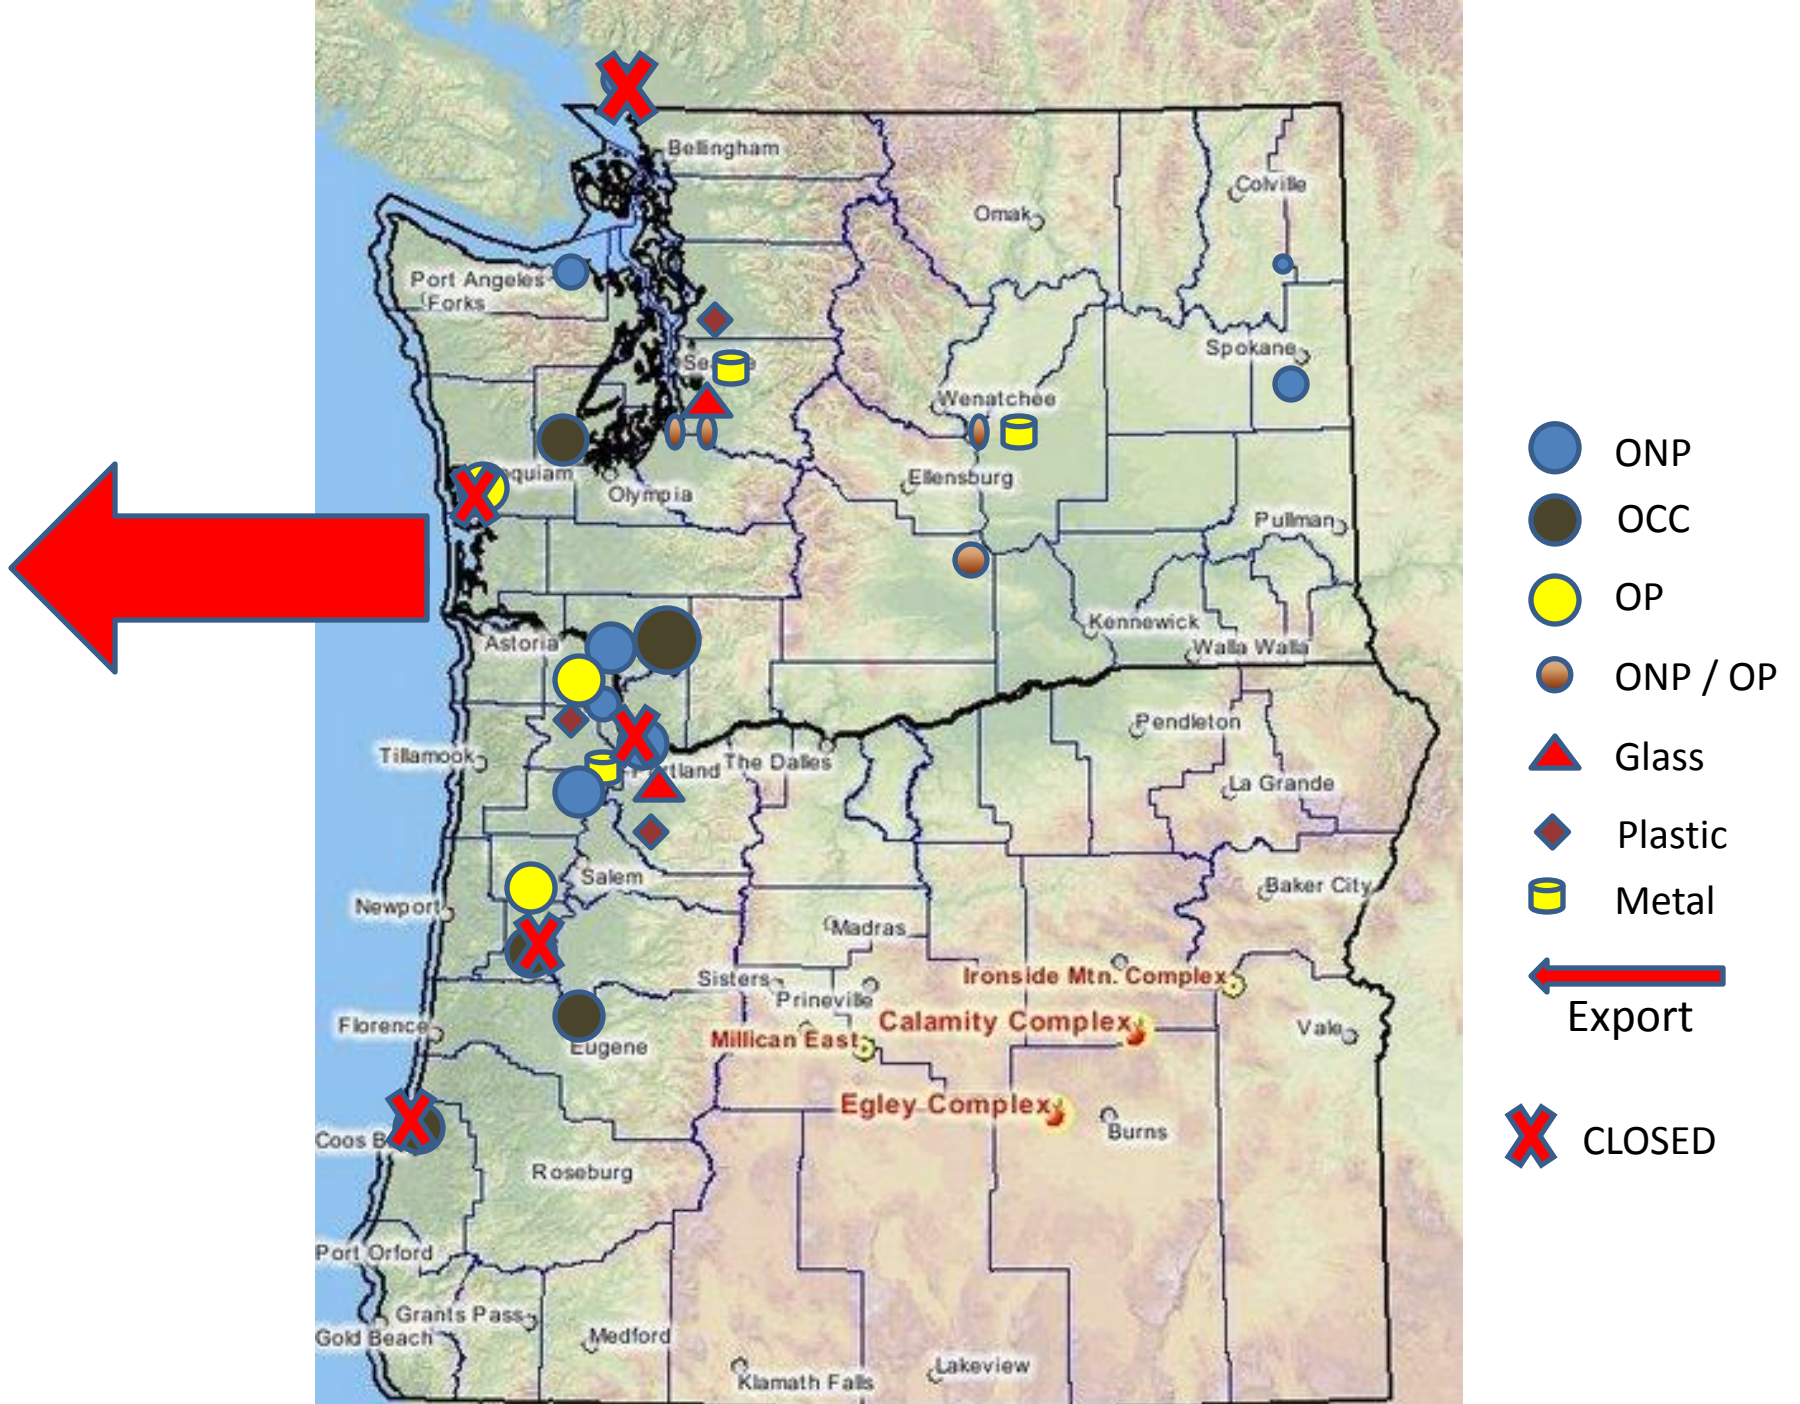 Bellingham
Colville
Omak
Port Angeles
Forks
Spokane
Wenatchee
Ellensburg
Olympia
Pullman
Kennewick
Walla Walla
Astoria
Pendleton
Tillamook
The Dalles
La Grande
Salem
Baker City
Newport
Madras
Sisters
Ironside Mtn. Complex
Prineville
Calamity Complex
Florence
Millican East
Vale
Eugene
Egley Complex
Burns
Coos B
Roseburg
Port Orford
Grants Pass
Gold Beach
Medford
Klamath Falls
Lakeview
ONP
OCC
OP
ONP / OP
Glass
Plastic
Metal
Export
CLOSED